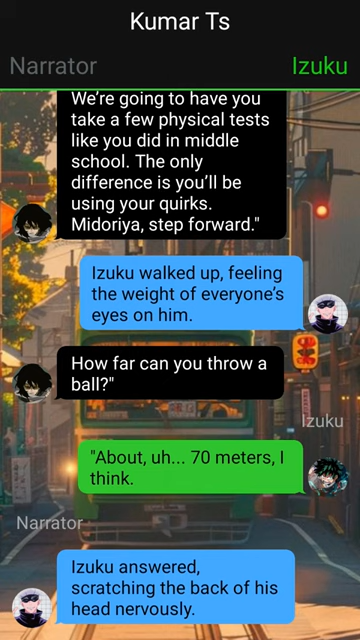 Kumar Ts
Narrator
Izuku
We’re going to have you
take a few physical tests
like you did in middle
school. The only
difference is you’ll be
using your quirks.
Midoriya, step forward."
Izuku walked up, feeling
the weight of everyone’s
eyes on him.
How far can you throw a
ball?"
Izuku
"About, uh... 70 meters, I
think.
Narrator
Izuku answered,
scratching the back of his
head nervously.